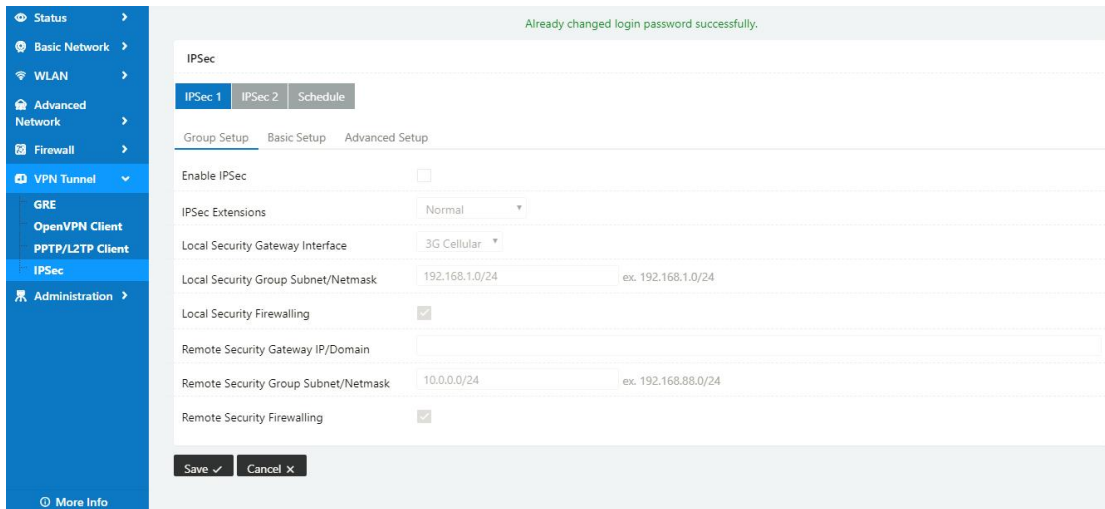 Status
Basic Network
WLAN
Advanced
Network
Firewall
VPN Tunnel
GRE
OpenVPN Client
PPTP/L2TP Client
IPSec
Administration
More Info
Already changed login password successfully.
IPSec
IPSec 1 IPSec 2 Schedule
Group Setup Basic Setup Advanced Setup
Enable IPSec
IPSec Extensions Normal
Local Security Gateway Interface 3G Cellular
Local Security Group Subnet/Netmask 192.168.1.0/24 ex. 192.168.1.0/24
Local Security Firewalling
Remote Security Gateway IP/Domain
Remote Security Group Subnet/Netmask 10.0.0.0/24 ex. 192.168.88.0/24
Remote Security Firewalling
Save Cancel